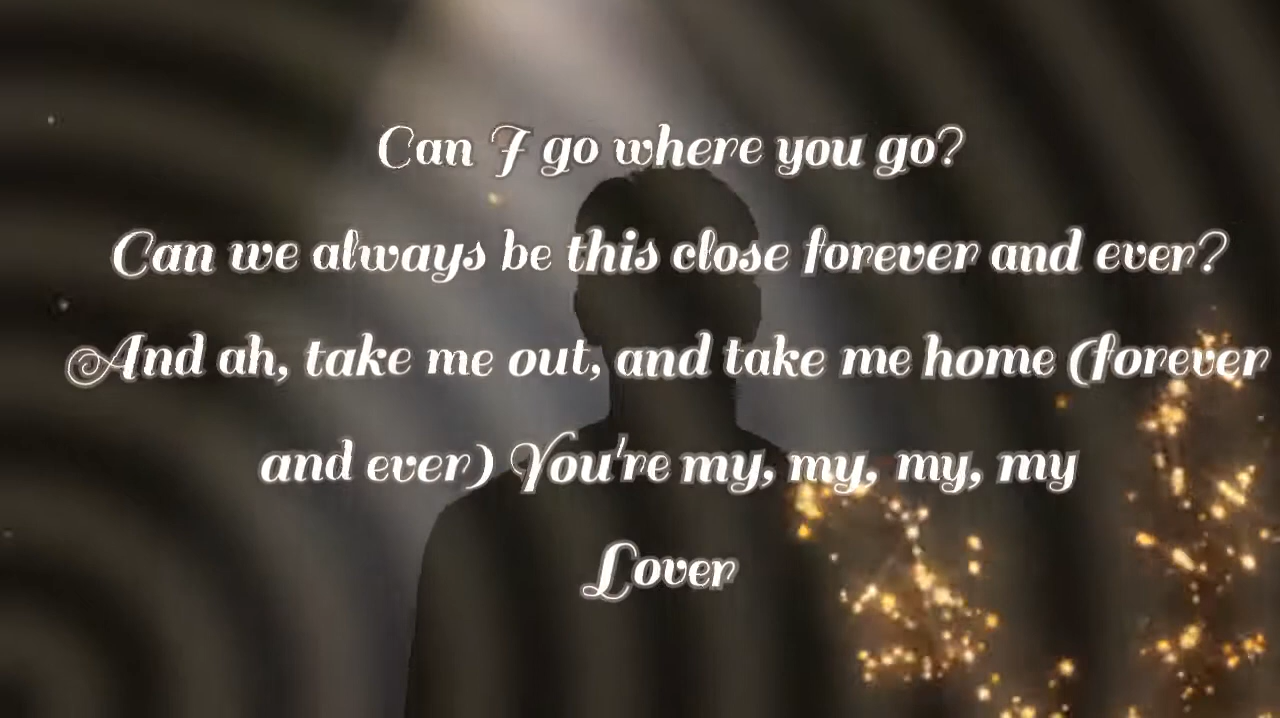 Can I go where you go?
Can we always be this close forever and ever?
And ah, take me out, and take me home (forever
and ever) You're my, my, my, my
Lover